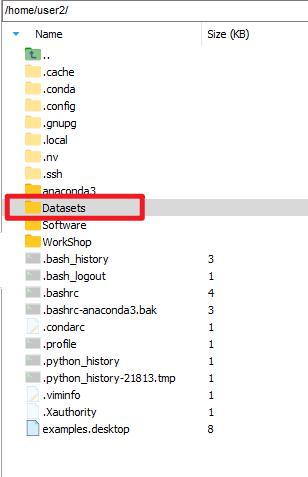 /home/user2/
Name Size (KB)
..
.cache
.conda
.config
.gnupg
.local
.nv
.ssh
anaconda3
Datasets
Software
WorkShop
.bash_history 3
.bash_logout 1
.bashrc 4
.bashrc-anaconda3.bak 3
.condarc 1
.profile 1
.python_history 1
.python_history-21813.tmp 1
.viminfo 1
.Xauthority 1
examples.desktop 8